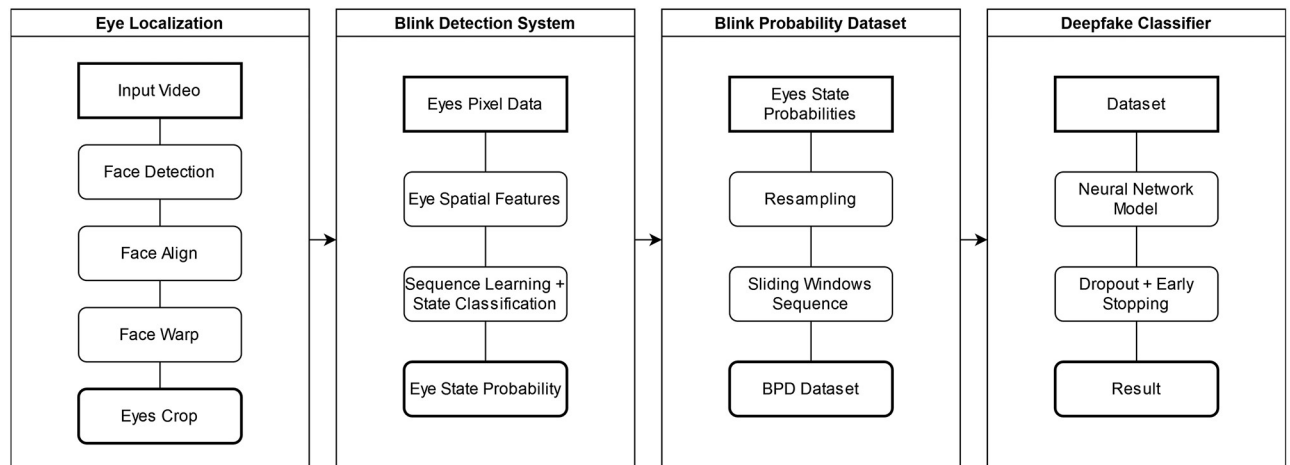 Eye Localization
Input Video
Face Detection
Face Align
Face Warp
Eyes Crop
Blink Detection System
Eyes Pixel Data
Eye Spatial Features
Sequence Learning +
State Classification
Eye State Probability
Blink Probability Dataset
Eyes State
Probabilities
Resampling
Sliding Windows
Sequence
BPD Dataset
Deepfake Classifier
Dataset
Neural Network
Model
Dropout + Early
Stopping
Result